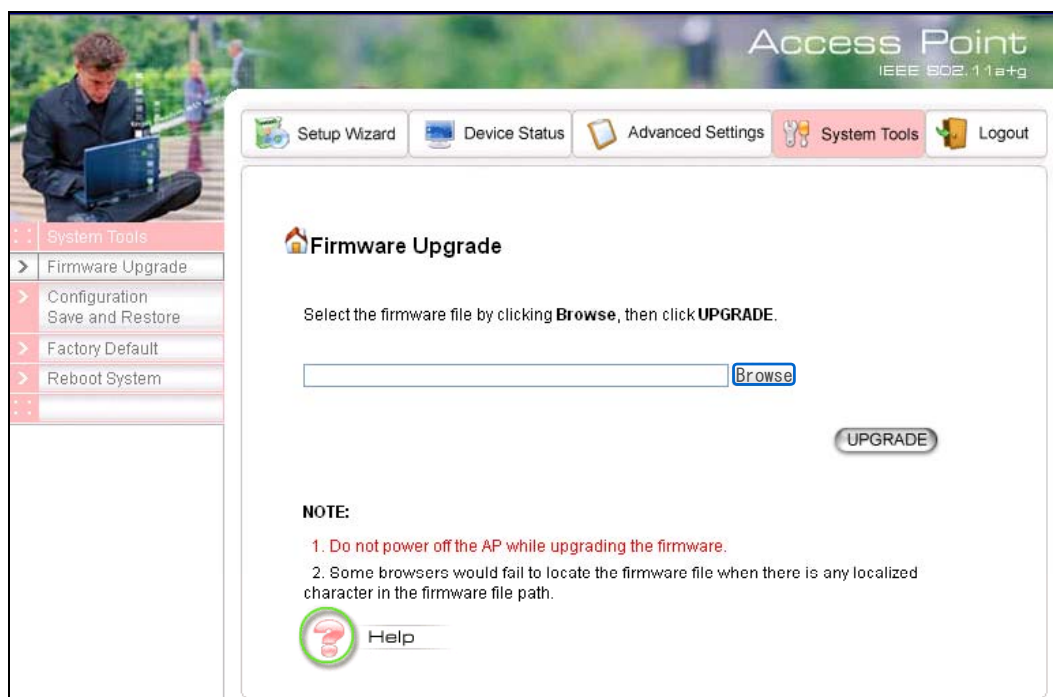 Access Point
IEEE 802.11a+g
Setup Wizard
Device Status
Advanced Settings
System Tools
Logout
System Tools
Firmware Upgrade
Configuration
Save and Restore
Factory Default
Reboot System
Firmware Upgrade
Select the firmware file by clicking Browse, then click UPGRADE.
Browse
UPGRADE
NOTE:
1. Do not power off the AP while upgrading the firmware.
2. Some browsers would fail to locate the firmware file when there is any localized
character in the firmware file path.
Help